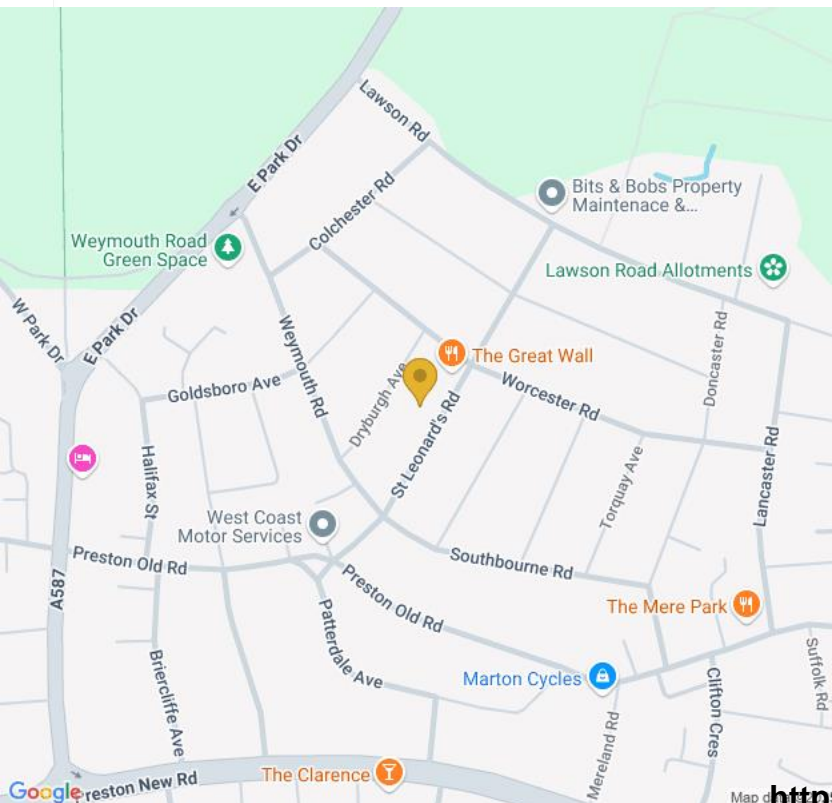 Lawson Rd
E Park Dr
Colchester Rd
Bits & Bobs Property
Maintenace &...
Weymouth Road
Green Space
Lawson Road Allotments
W Park Dr
E Park Dr
Weymouth Rd
The Great Wall
Doncaster Rd
Goldsboro Ave
Dryburgh Ave
Worcester Rd
St Leonard's Rd
Halifax St
Torquay Ave
Lancaster Rd
West Coast
Motor Services
Preston Old Rd
Southbourne Rd
A587
Preston Old Rd
The Mere Park
Patterdale Ave
Briercliffe Ave
Marton Cycles
Suffolk Rd
Clifton Cres
Mereland Rd
The Clarence
Google
Preston New Rd
Map
http